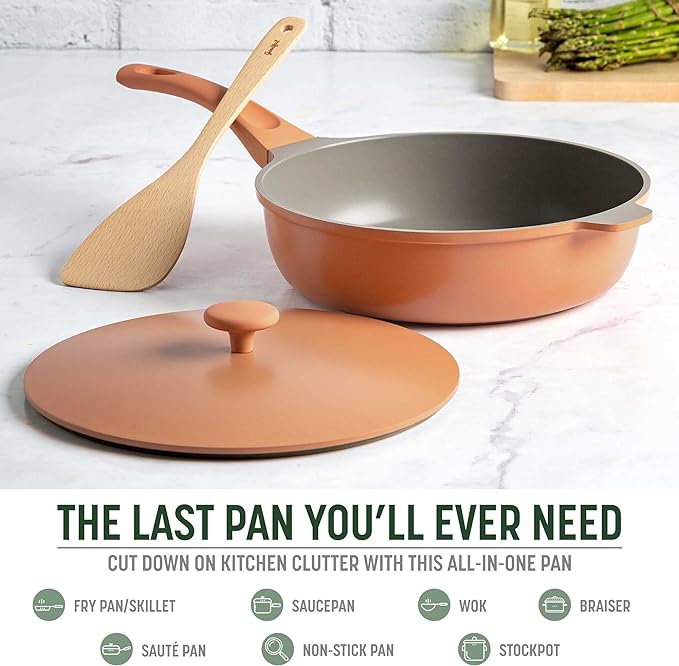 Goodful
THE LAST PAN YOU'LL EVER NEED
CUT DOWN ON KITCHEN CLUTTER WITH THIS ALL-IN-ONE PAN
FRY PAN/SKILLET
SAUCEPAN
WOK
BRAISER
SAUTÉ PAN
NON-STICK PAN
STOCKPOT